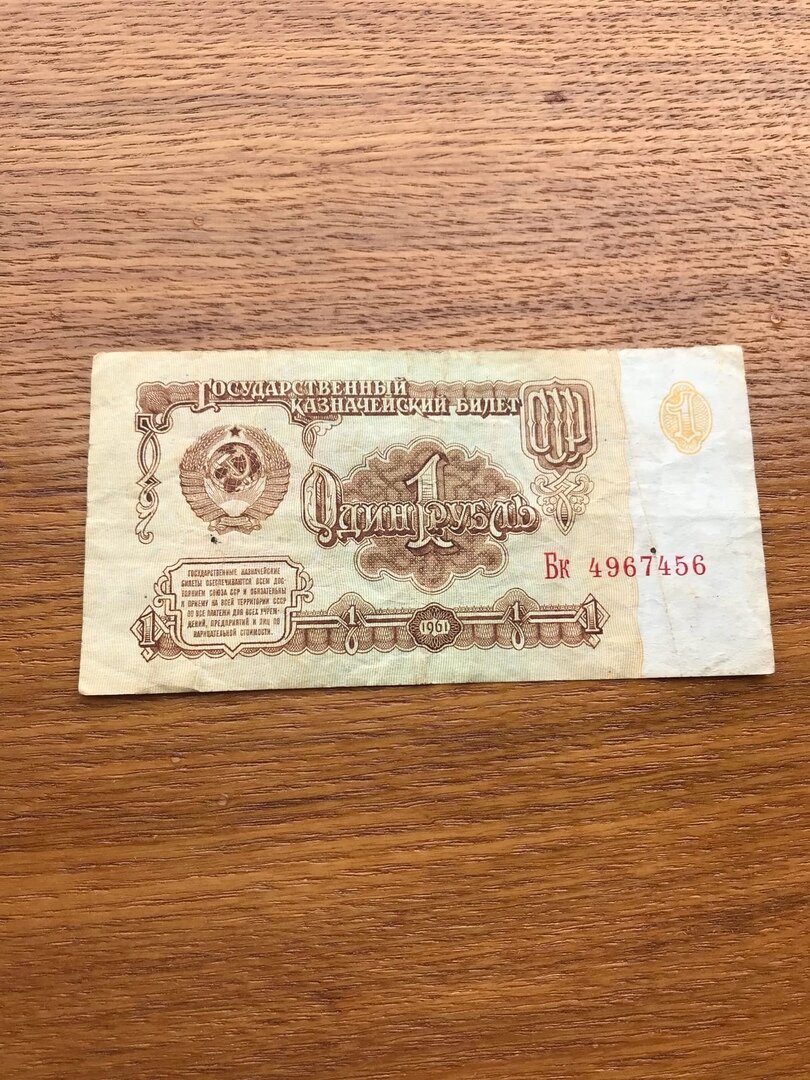 Государственный
казначейский билет
СССР
1
Один 1 рубль
Бк 4967456
Государственные казначейские
билеты обеспечиваются всем дос-
тоянием Союза ССР и обязательны
к приему на всей территории СССР
во все платежи для всех учреж-
дений, предприятий и лиц по
нарицательной стоимости.
1 1 1961 1 1